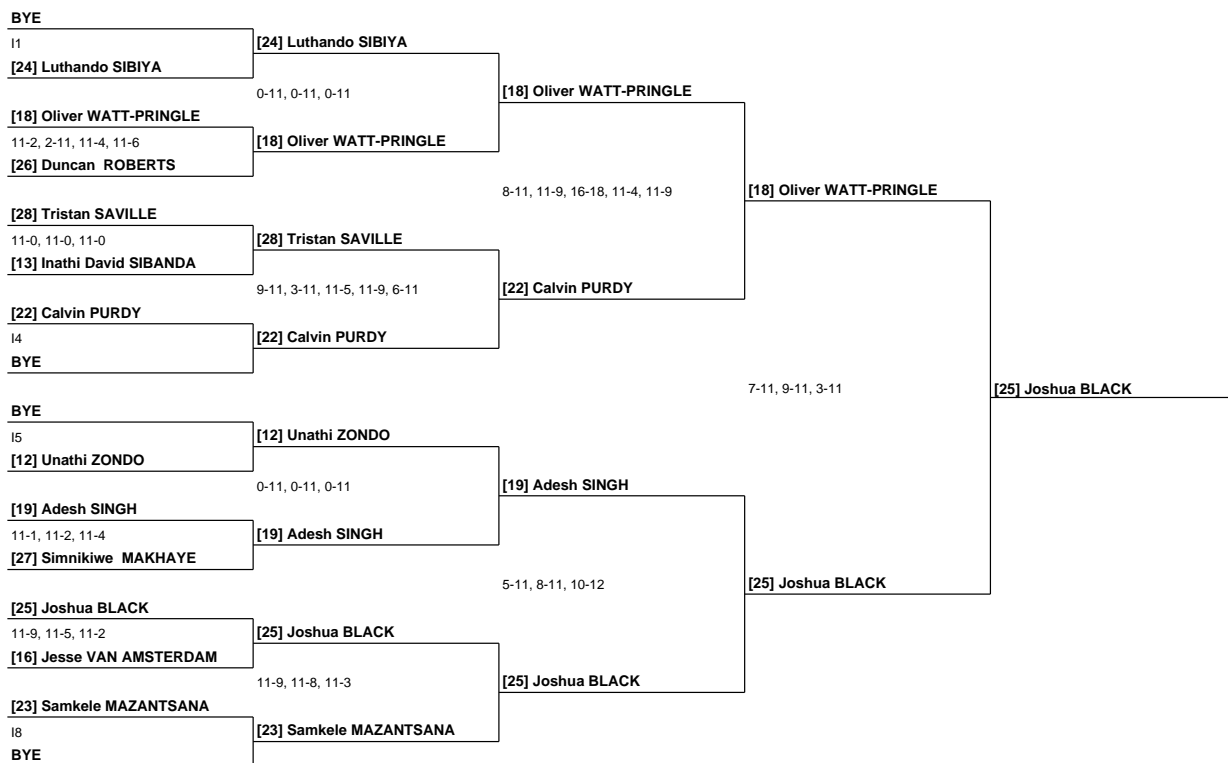 BYE
I1
[24] Luthando SIBIYA
[18] Oliver WATT-PRINGLE
11-2, 2-11, 11-4, 11-6
[26] Duncan  ROBERTS
[28] Tristan SAVILLE
11-0, 11-0, 11-0
[13] Inathi David SIBANDA
[22] Calvin PURDY
I4
BYE
BYE
I5
[12] Unathi ZONDO
[19] Adesh SINGH
11-1, 11-2, 11-4
[27] Simnikiwe  MAKHAYE
[25] Joshua BLACK
11-9, 11-5, 11-2
[16] Jesse VAN AMSTERDAM
[23] Samkele MAZANTSANA
I8
BYE
[24] Luthando SIBIYA
0-11, 0-11, 0-11
[18] Oliver WATT-PRINGLE
[28] Tristan SAVILLE
9-11, 3-11, 11-5, 11-9, 6-11
[22] Calvin PURDY
[12] Unathi ZONDO
0-11, 0-11, 0-11
[19] Adesh SINGH
[25] Joshua BLACK
11-9, 11-8, 11-3
[23] Samkele MAZANTSANA
[18] Oliver WATT-PRINGLE
8-11, 11-9, 16-18, 11-4, 11-9
[22] Calvin PURDY
[19] Adesh SINGH
5-11, 8-11, 10-12
[25] Joshua BLACK
[18] Oliver WATT-PRINGLE
7-11, 9-11, 3-11
[25] Joshua BLACK
[25] Joshua BLACK